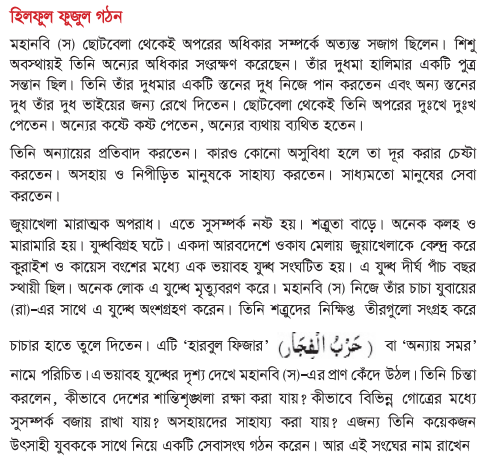 হিলফুল ফুজুল গঠন
মহানবি (স) ছোটবেলা থেকেই অপরের অধিকার সম্পর্কে অত্যন্ত সজাগ ছিলেন। শিশু
অবস্থায়ই তিনি অন্যের অধিকার সংরক্ষণ করেছেন। তাঁর দুধমা হালিমার একটি পুত্র
সন্তান ছিল। তিনি তাঁর দুধমার একটি স্তনের দুধ নিজে পান করতেন এবং অন্য স্তনের
দুধ তাঁর দুধ ভাইয়ের জন্য রেখে দিতেন। ছোটবেলা থেকেই তিনি অপরের দুঃখে দুঃখ
পেতেন। অন্যের কষ্টে কষ্ট পেতেন, অন্যের ব্যথায় ব্যথিত হতেন।
তিনি অন্যায়ের প্রতিবাদ করতেন। কারও কোনো অসুবিধা হলে তা দূর করার চেষ্টা
করতেন। অসহায় ও নিপীড়িত মানুষকে সাহায্য করতেন। সাধ্যমতো মানুষের সেবা
করতেন।
জুয়াখেলা মারাত্মক অপরাধ। এতে সুসম্পর্ক নষ্ট হয়। শত্রুতা বাড়ে। অনেক কলহ ও
মারামারি হয়। যুদ্ধবিগ্রহ ঘটে। একদা আরবদেশে ওকায মেলায় জুয়াখেলাকে কেন্দ্র করে
কুরাইশ ও কায়েস বংশের মধ্যে এক ভয়াবহ যুদ্ধ সংঘটিত হয়। এ যুদ্ধ দীর্ঘ পাঁচ বছর
স্থায়ী ছিল। অনেক লোক এ যুদ্ধে মৃত্যুবরণ করে। মহানবি (স) নিজে তাঁর চাচা যুবায়ের
(রা)-এর সাথে এ যুদ্ধে অংশগ্রহণ করেন। তিনি শত্রুদের নিক্ষিপ্ত তীরগুলো সংগ্রহ করে
চাচার হাতে তুলে দিতেন। এটি ‘হারবুল ফিজার’ (حَرْبُ الْفِجَارِ) বা ‘অন্যায় সমর’
নামে পরিচিত। এ ভয়াবহ যুদ্ধের দৃশ্য দেখে মহানবি (স)-এর প্রাণ কেঁদে উঠল। তিনি চিন্তা
করলেন, কীভাবে দেশের শান্তিশৃঙ্খলা রক্ষা করা যায়? কীভাবে বিভিন্ন গোত্রের মধ্যে
সুসম্পর্ক বজায় রাখা যায়? অসহায়দের সাহায্য করা যায়? এজন্য তিনি কয়েকজন
উৎসাহী যুবককে সাথে নিয়ে একটি সেবাসংঘ গঠন করেন। আর এই সংঘের নাম রাখেন